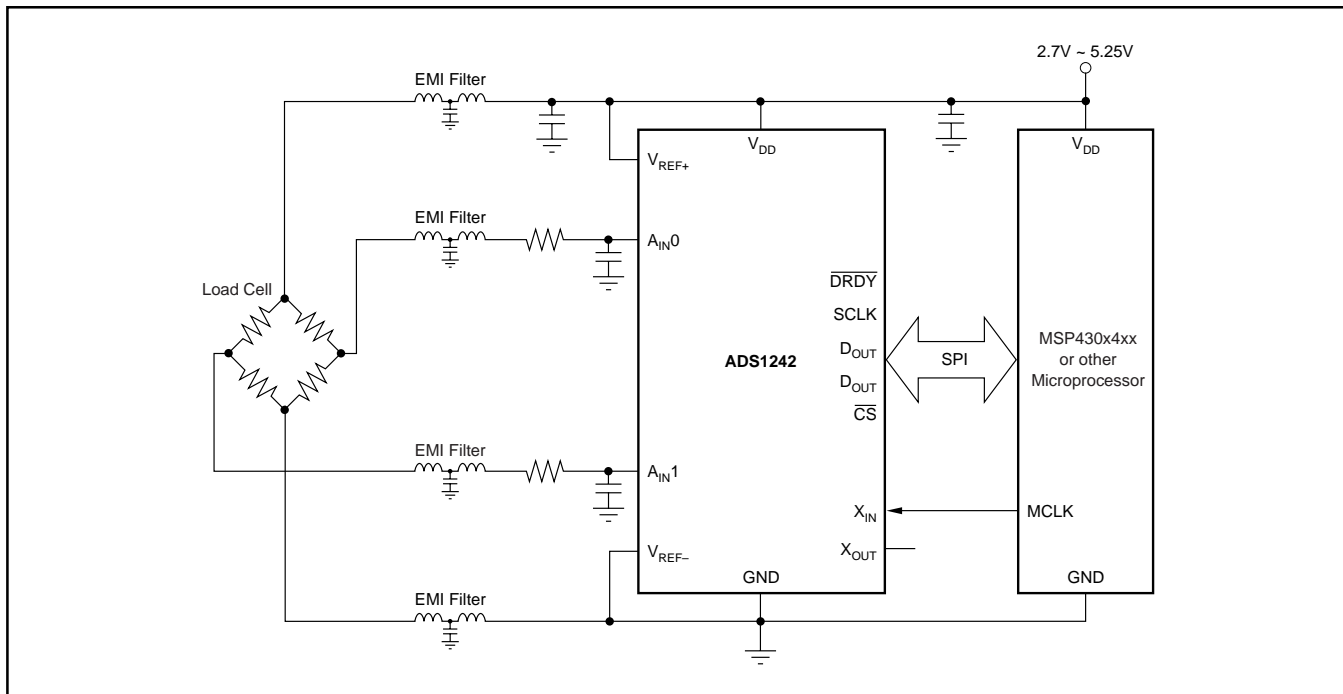 2.7V ~ 5.25V
EMI Filter
VDD
VDD
VREF+
EMI Filter
AIN0
Load Cell
DRDY
SCLK
DOUT
DOUT
CS
ADS1242
SPI
MSP430x4xx
or other
Microprocessor
EMI Filter
AIN1
XIN
MCLK
XOUT
VREF–
GND
GND
EMI Filter